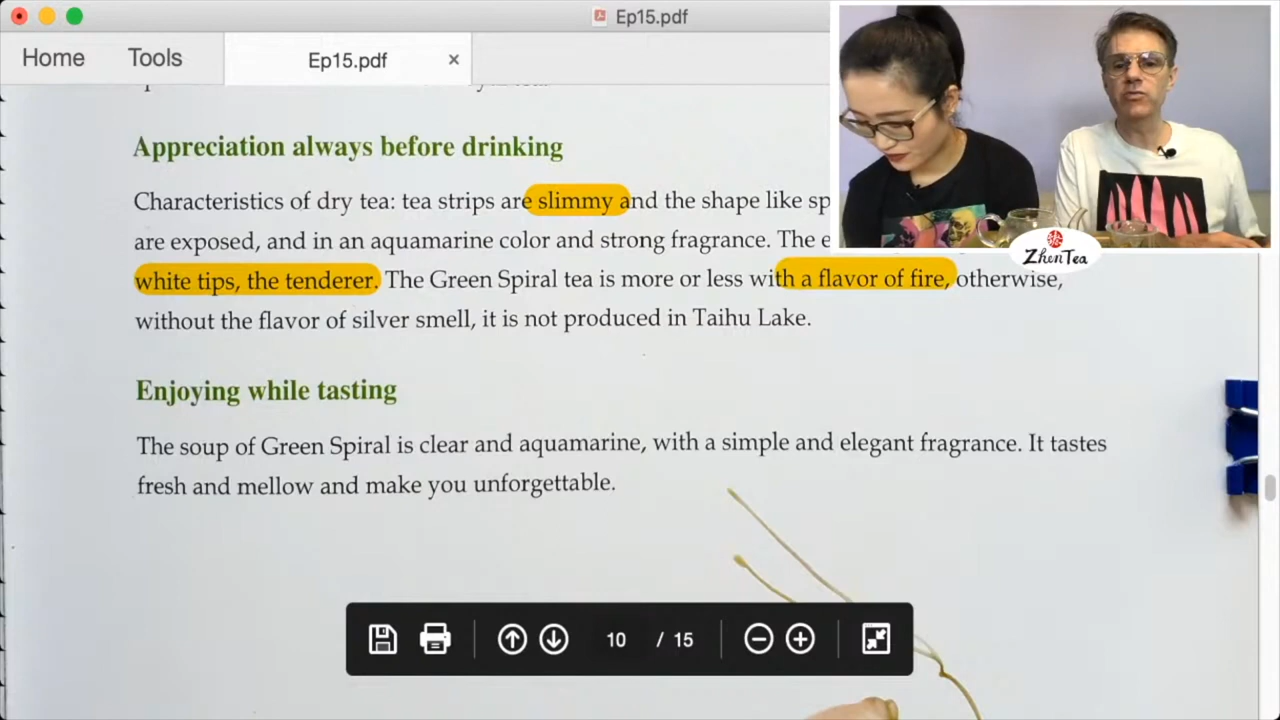 Ep15.pdf
Home Tools Ep15.pdf ×
Appreciation always before drinking
Characteristics of dry tea: tea strips are slimmy and the shape like sp
are exposed, and in an aquamarine color and strong fragrance. The
white tips, the tenderer. The Green Spiral tea is more or less with a flavor of fire, otherwise,
without the flavor of silver smell, it is not produced in Taihu Lake.
Enjoying while tasting
The soup of Green Spiral is clear and aquamarine, with a simple and elegant fragrance. It tastes
fresh and mellow and make you unforgettable.
ZhenTea
10 / 15